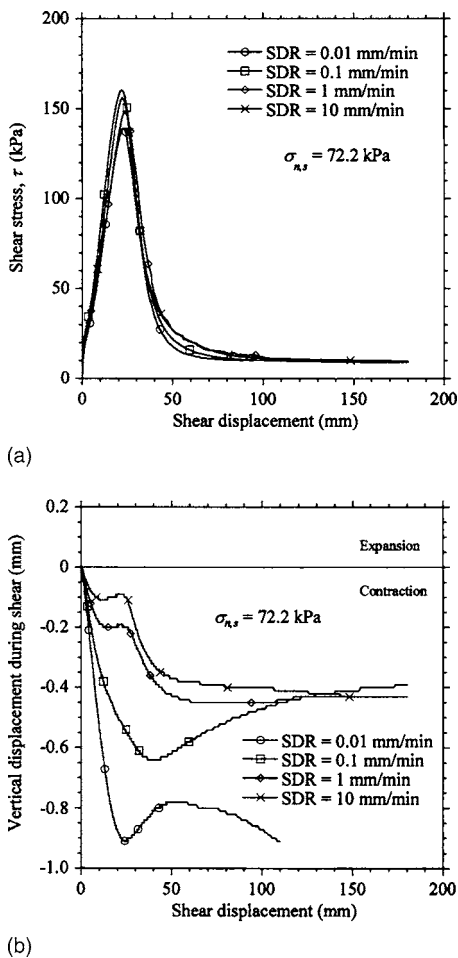 200
150
100
50
0
Shear stress, τ (kPa)
SDR = 0.01 mm/min
SDR = 0.1 mm/min
SDR = 1 mm/min
SDR = 10 mm/min
σn,s = 72.2 kPa
0 50 100 150 200
Shear displacement (mm)
(a)
0.2
0
-0.2
-0.4
-0.6
-0.8
-1.0
Vertical displacement during shear (mm)
Expansion
Contraction
σn,s = 72.2 kPa
SDR = 0.01 mm/min
SDR = 0.1 mm/min
SDR = 1 mm/min
SDR = 10 mm/min
0 50 100 150 200
Shear displacement (mm)
(b)